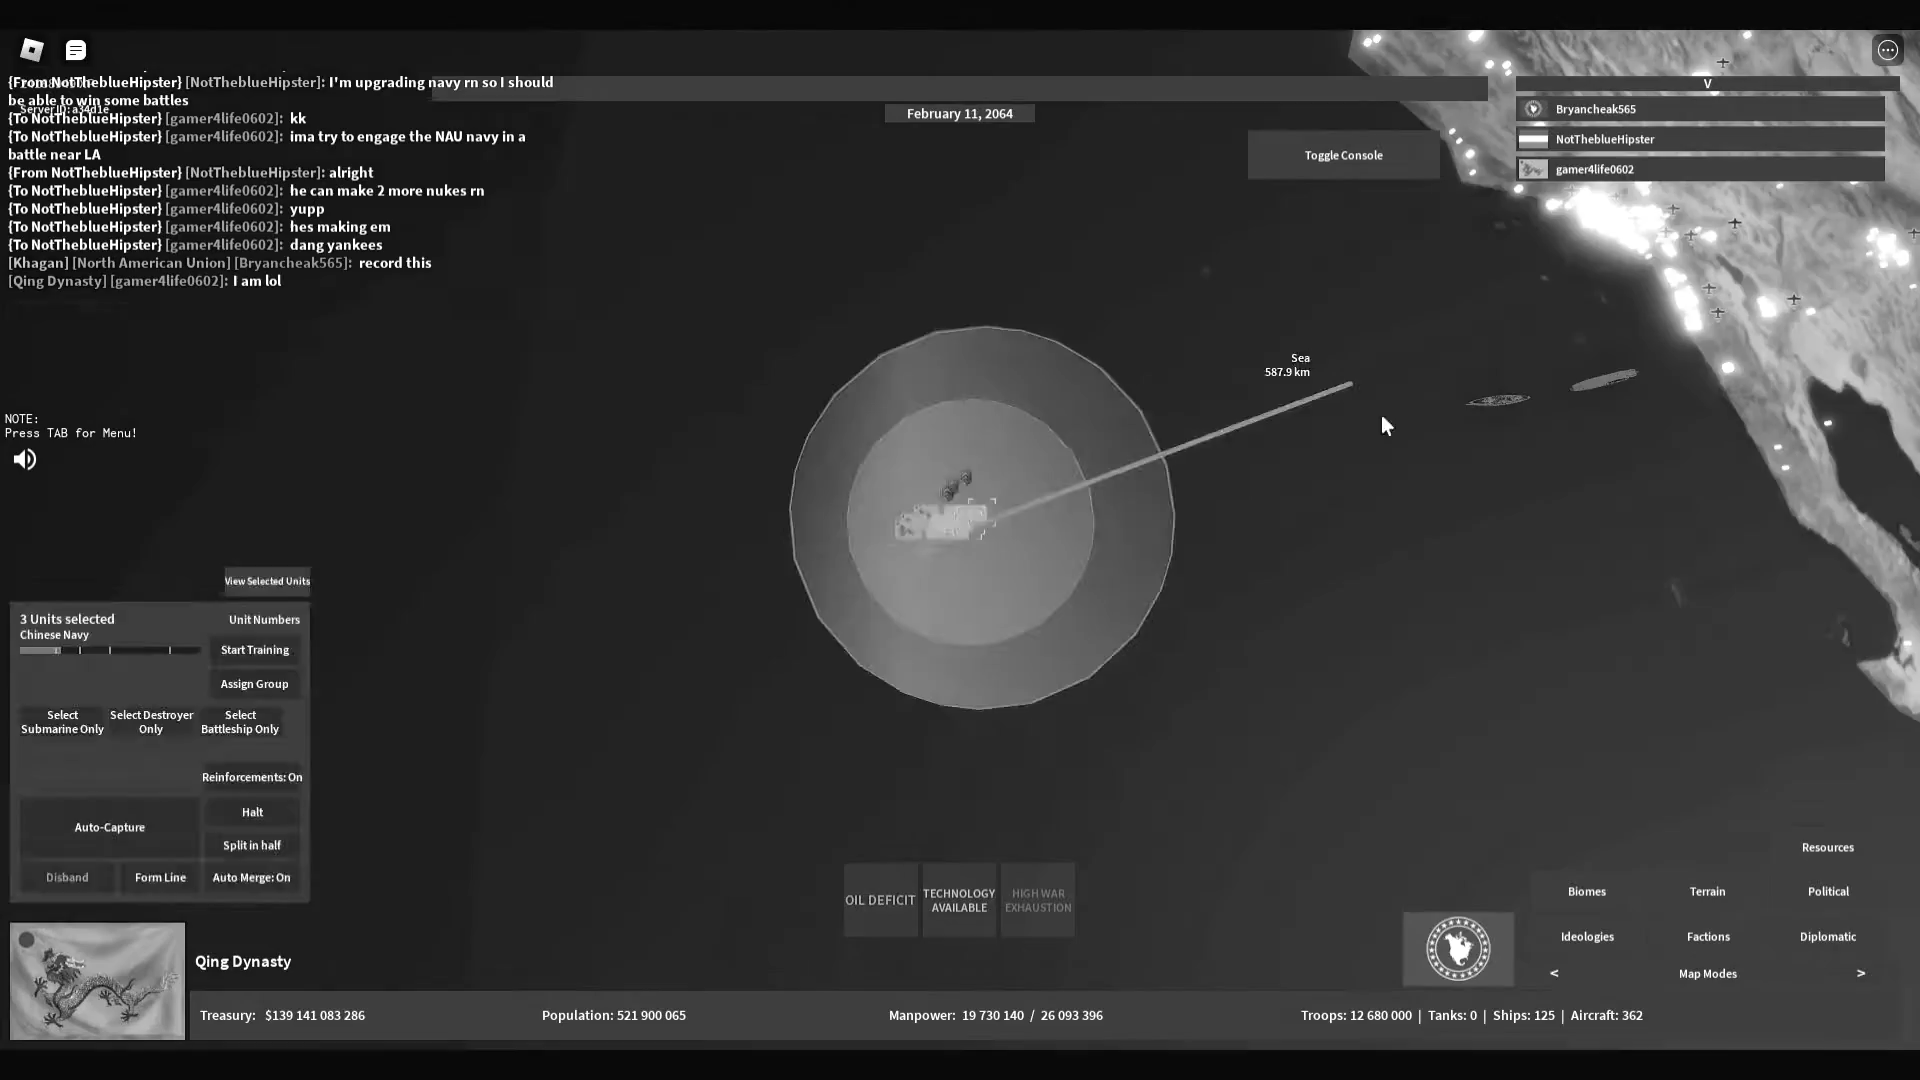 {From NotTheblueHipster} [NotTheblueHipster]: I'm upgrading navy rn so I should
be able to win some battles
Server ID: a34d1e
{To NotTheblueHipster} [gamer4life0602]: kk
{To NotTheblueHipster} [gamer4life0602]: ima try to engage the NAU navy in a
battle near LA
{From NotTheblueHipster} [NotTheblueHipster]: alright
{To NotTheblueHipster} [gamer4life0602]: he can make 2 more nukes rn
{To NotTheblueHipster} [gamer4life0602]: yupp
{To NotTheblueHipster} [gamer4life0602]: hes making em
{To NotTheblueHipster} [gamer4life0602]: dang yankees
[Khagan] [North American Union] [Bryancheak565]: record this
[Qing Dynasty] [gamer4life0602]: I am lol
February 11, 2064
Toggle Console
V
Bryancheak565
NotTheblueHipster
gamer4life0602
Sea
587.9 km
NOTE:
Press TAB for Menu!
View Selected Units
3 Units selected
Unit Numbers
Chinese Navy
Start Training
Assign Group
Select Submarine Only
Select Destroyer Only
Select Battleship Only
Reinforcements: On
Auto-Capture
Halt
Split in half
Disband
Form Line
Auto Merge: On
OIL DEFICIT
TECHNOLOGY AVAILABLE
HIGH WAR EXHAUSTION
Resources
Biomes
Terrain
Political
Ideologies
Factions
Diplomatic
< Map Modes >
Qing Dynasty
Treasury: $139 141 083 286
Population: 521 900 065
Manpower: 19 730 140 / 26 093 396
Troops: 12 680 000 | Tanks: 0 | Ships: 125 | Aircraft: 362